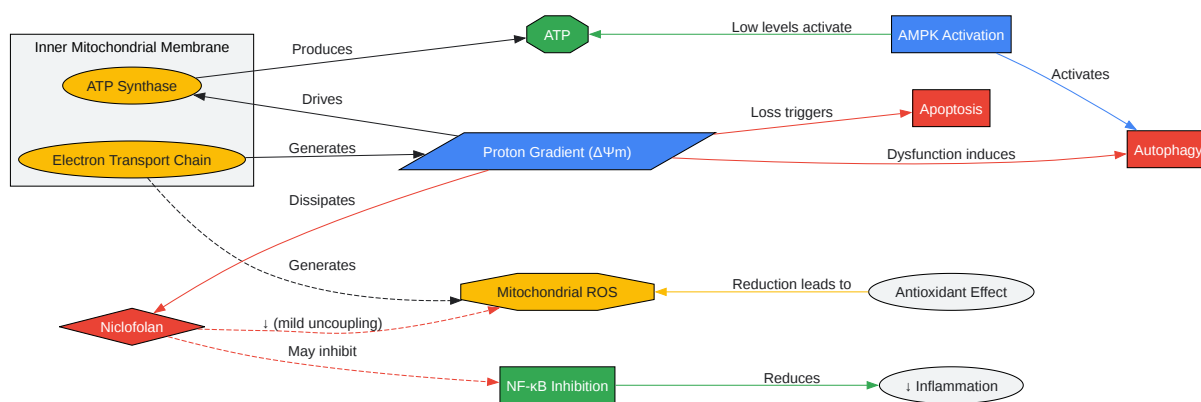 ATP
Low levels activate
AMPK Activation
Inner Mitochondrial Membrane
Produces
ATP Synthase
Activates
Drives
Loss triggers
Apoptosis
Electron Transport Chain
Generates
Proton Gradient (ΔΨm)
Dysfunction induces
Autophagy
Dissipates
Generates
Mitochondrial ROS
Reduction leads to
Antioxidant Effect
Niclofolan
↓ (mild uncoupling)
May inhibit
NF-κB Inhibition
Reduces
↓ Inflammation